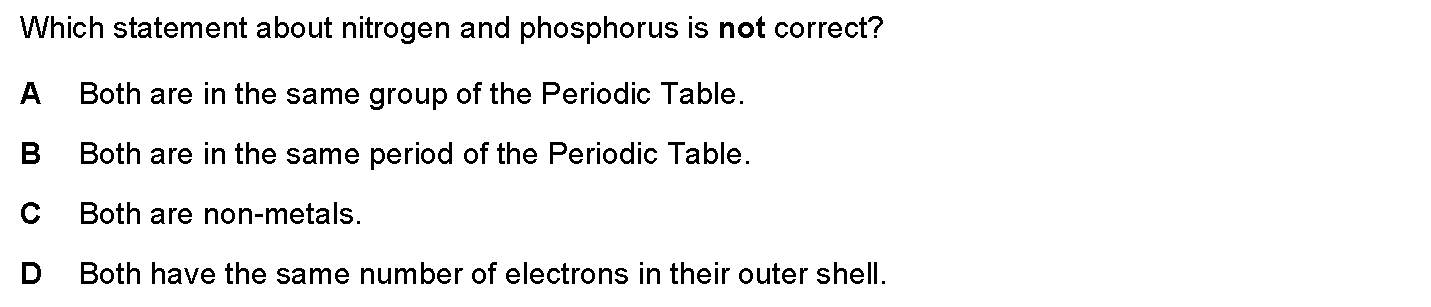 Which statement about nitrogen and phosphorus is not correct?
A Both are in the same group of the Periodic Table.
B Both are in the same period of the Periodic Table.
C Both are non-metals.
D Both have the same number of electrons in their outer shell.